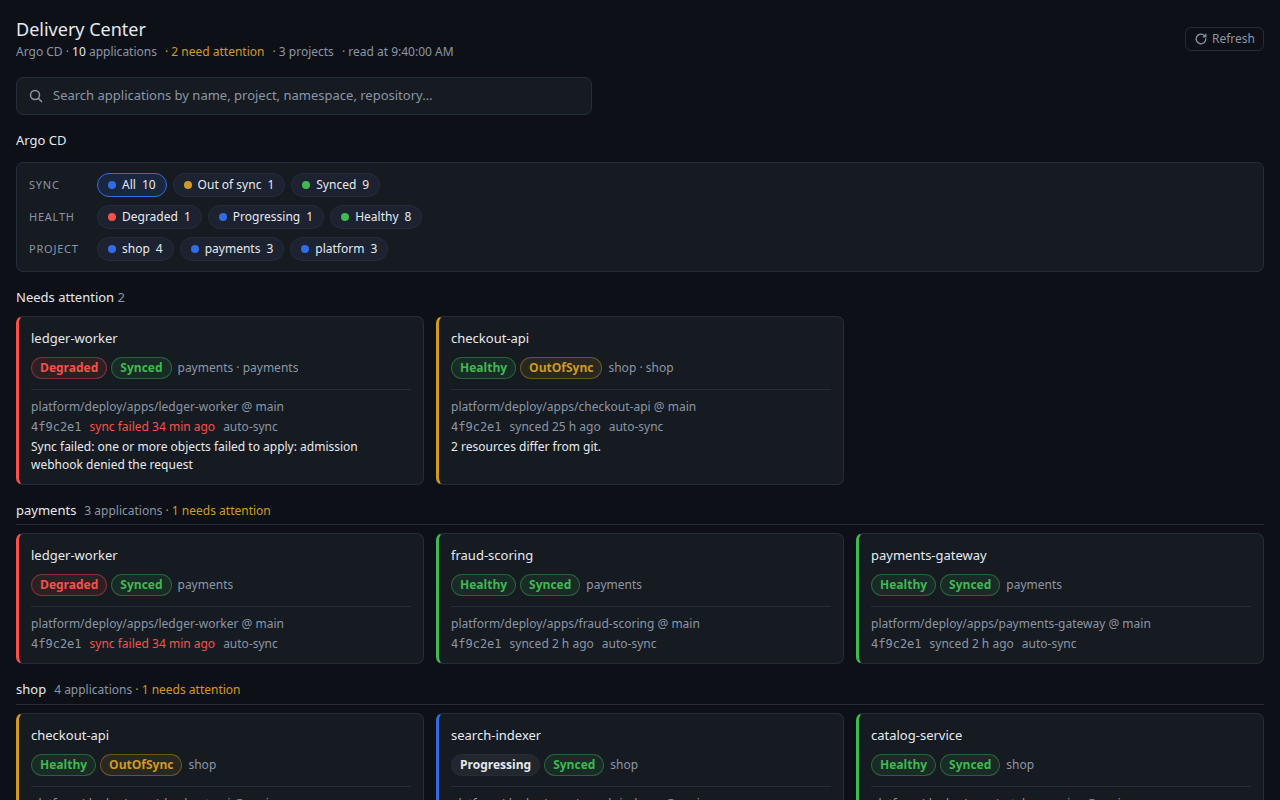 Delivery Center
Argo CD · 10 applications · 2 need attention · 3 projects · read at 9:40:00 AM
Refresh
Search applications by name, project, namespace, repository...
Argo CD
SYNC All 10 Out of sync 1 Synced 9
HEALTH Degraded 1 Progressing 1 Healthy 8
PROJECT shop 4 payments 3 platform 3
Needs attention 2
ledger-worker
Degraded Synced payments · payments
platform/deploy/apps/ledger-worker @ main
4f9c2e1 sync failed 34 min ago auto-sync
Sync failed: one or more objects failed to apply: admission
webhook denied the request
checkout-api
Healthy OutOfSync shop · shop
platform/deploy/apps/checkout-api @ main
4f9c2e1 synced 25 h ago auto-sync
2 resources differ from git.
payments 3 applications · 1 needs attention
ledger-worker
Degraded Synced payments
platform/deploy/apps/ledger-worker @ main
4f9c2e1 sync failed 34 min ago auto-sync
fraud-scoring
Healthy Synced payments
platform/deploy/apps/fraud-scoring @ main
4f9c2e1 synced 2 h ago auto-sync
payments-gateway
Healthy Synced payments
platform/deploy/apps/payments-gateway @ main
4f9c2e1 synced 2 h ago auto-sync
shop 4 applications · 1 needs attention
checkout-api
Healthy OutOfSync shop
search-indexer
Progressing Synced shop
catalog-service
Healthy Synced shop